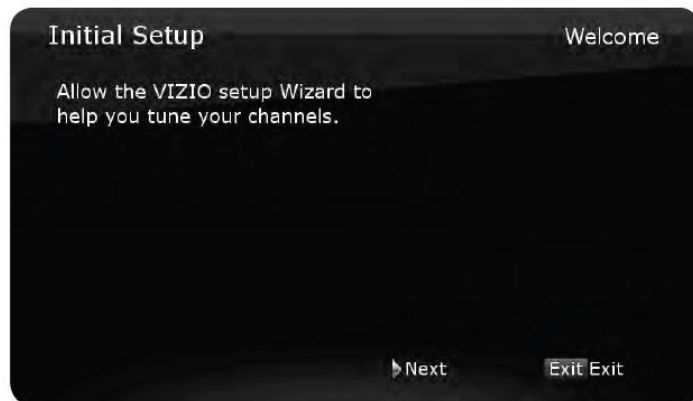 Initial Setup Welcome
Allow the VIZIO setup Wizard to
help you tune your channels.
Next Exit Exit